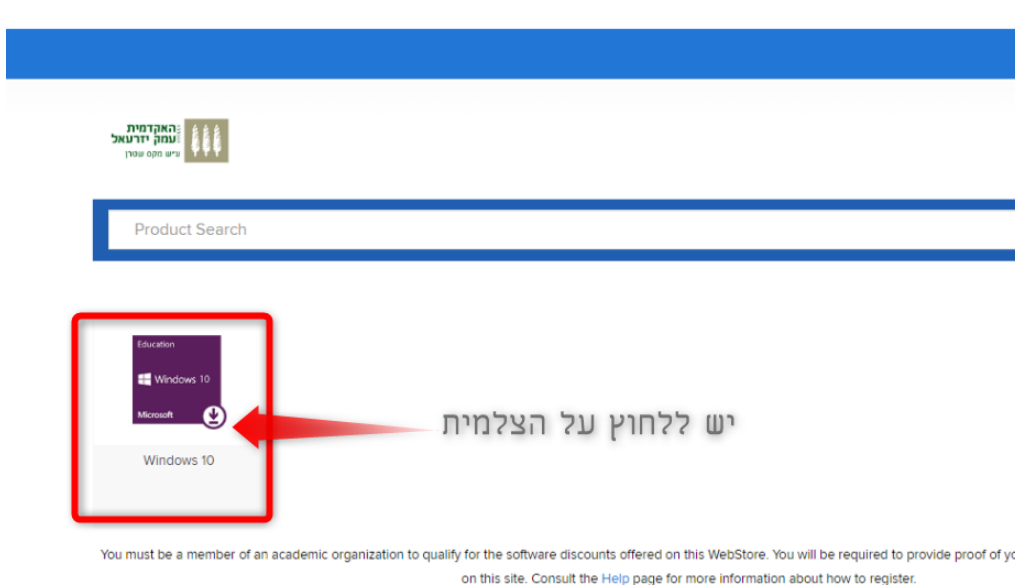 האקדמית
עמק יזרעאל
ע״ש מקס שטרן
Product Search
Education
Windows 10
Microsoft
יש ללחוץ על הצלמית
Windows 10
You must be a member of an academic organization to qualify for the software discounts offered on this WebStore. You will be required to provide proof of yo
on this site. Consult the Help page for more information about how to register.